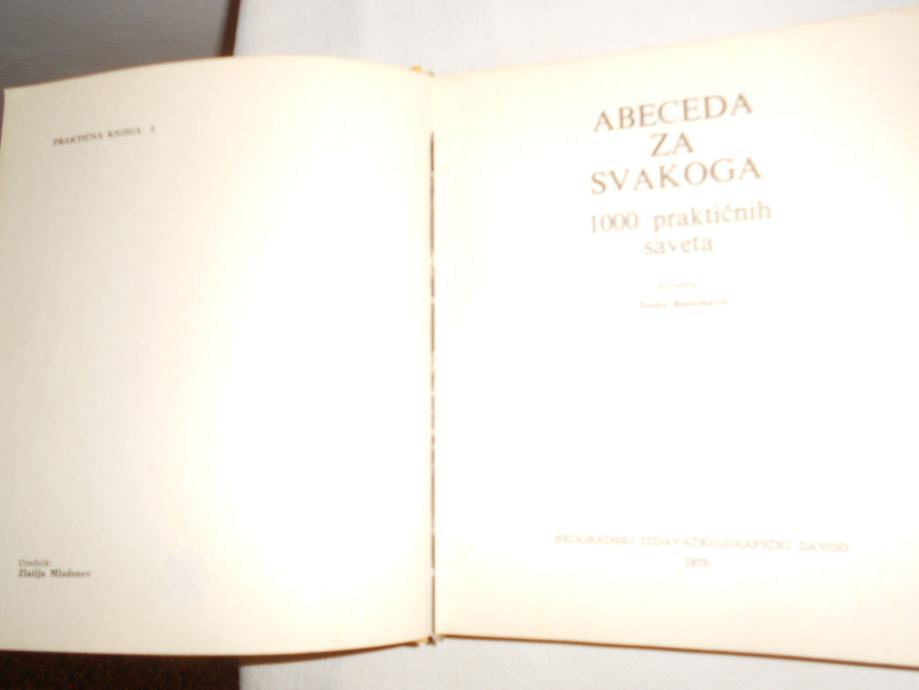 PRAKTIČNA KNJIGA
Urednik:
Zlatija Mladenov
ABECEDA
ZA
SVAKOGA
1000 praktičnih
saveta
BEOGRADSKI IZDAVAČKO-GRAFIČKI ZAVOD
1975.